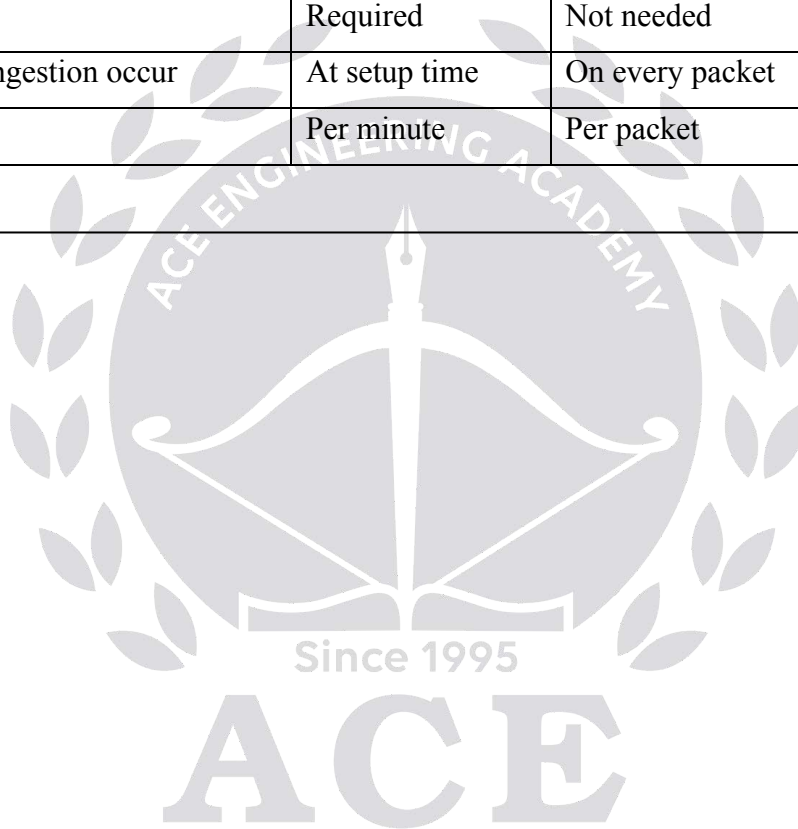 Required Not needed
ngestion occur At setup time On every packet
Per minute Per packet
ACE ENGINEERING ACADEMY
Since 1995
ACE